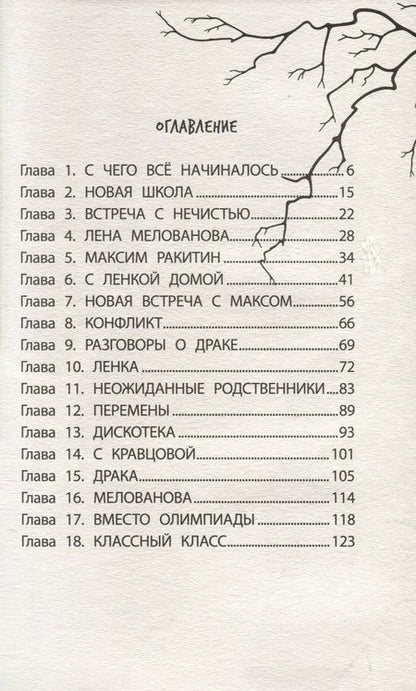 ОГЛАВЛЕНИЕ
Глава 1. С ЧЕГО ВСЁ НАЧИНАЛОСЬ................6
Глава 2. НОВАЯ ШКОЛА................15
Глава 3. ВСТРЕЧА С НЕЧИСТЬЮ................22
Глава 4. ЛЕНА МЕЛОВАНОВА................28
Глава 5. МАКСИМ РАКИТИН................34
Глава 6. С ЛЕНКОЙ ДОМОЙ................41
Глава 7. НОВАЯ ВСТРЕЧА С МАКСОМ................56
Глава 8. КОНФЛИКТ................66
Глава 9. РАЗГОВОРЫ О ДРАКЕ................69
Глава 10. ЛЕНКА................72
Глава 11. НЕОЖИДАННЫЕ РОДСТВЕННИКИ....83
Глава 12. ПЕРЕМЕНЫ................89
Глава 13. ДИСКОТЕКА................93
Глава 14. С КРАВЦОВОЙ................101
Глава 15. ДРАКА................105
Глава 16. МЕЛОВАНОВА................114
Глава 17. ВМЕСТО ОЛИМПИАДЫ................118
Глава 18. КЛАССНЫЙ КЛАСС................123